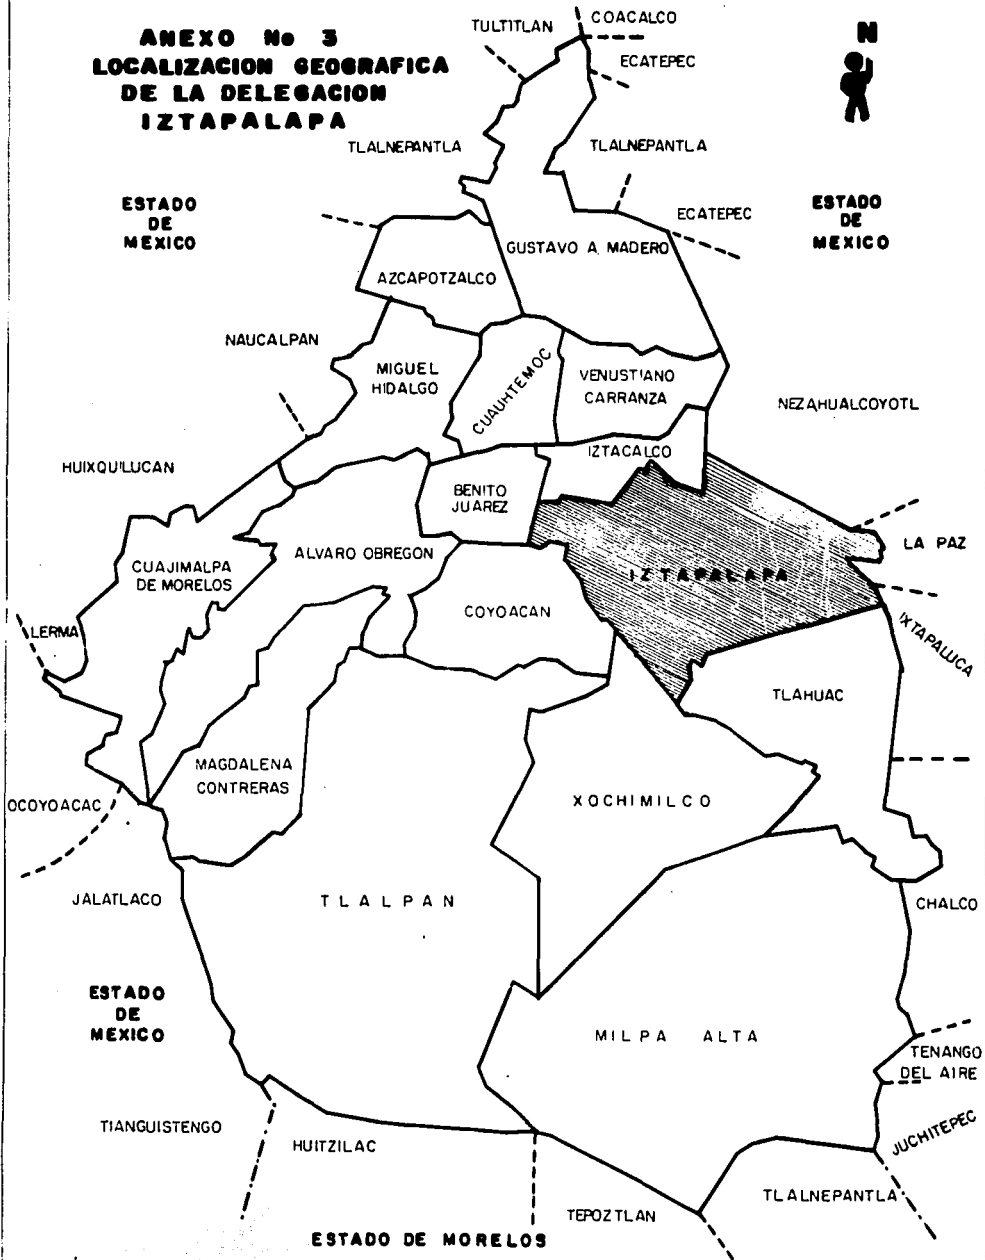 ANEXO No 3
LOCALIZACION GEOGRAFICA
DE LA DELEGACION
IZTAPALAPA
N
TULTITLAN
COACALCO
ECATEPEC
TLALNEPANTLA
TLALNEPANTLA
ESTADO
DE
MEXICO
ESTADO
DE
MEXICO
ECATEPEC
GUSTAVO A. MADERO
AZCAPOTZALCO
NAUCALPAN
MIGUEL
HIDALGO
CUAUHTEMOC
VENUSTIANO
CARRANZA
NEZAHUALCOYOTL
HUIXQUILUCAN
IZTACALCO
BENITO
JUAREZ
CUAJIMALPA
DE MORELOS
ALVARO OBREGON
IZTAPALAPA
LA PAZ
COYOACAN
LERMA
IXTAPALUCA
TLAHUAC
MAGDALENA
CONTRERAS
XOCHIMILCO
OCOYOACAC
JALATLACO
TLALPAN
CHALCO
ESTADO
DE
MEXICO
MILPA ALTA
TENANGO
DEL AIRE
TIANGUISTENGO
HUITZILAC
JUCHITEPEC
TLALNEPANTLA
TEPOZTLAN
ESTADO DE MORELOS